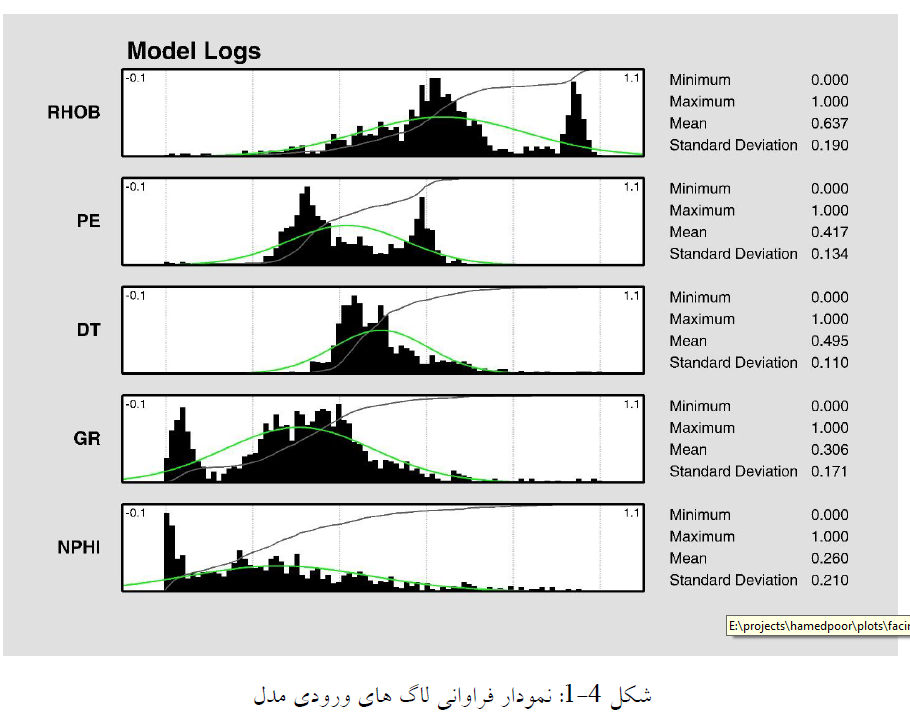 Model Logs
RHOB
-0.1
1.1
Minimum 0.000
Maximum 1.000
Mean 0.637
Standard Deviation 0.190
PE
-0.1
1.1
Minimum 0.000
Maximum 1.000
Mean 0.417
Standard Deviation 0.134
DT
-0.1
1.1
Minimum 0.000
Maximum 1.000
Mean 0.495
Standard Deviation 0.110
GR
-0.1
1.1
Minimum 0.000
Maximum 1.000
Mean 0.306
Standard Deviation 0.171
NPHI
-0.1
1.1
Minimum 0.000
Maximum 1.000
Mean 0.260
Standard Deviation 0.210
E:\projects\hamedpoor\plots\facin
شکل 4-1: نمودار فراوانی لاگ های ورودی مدل